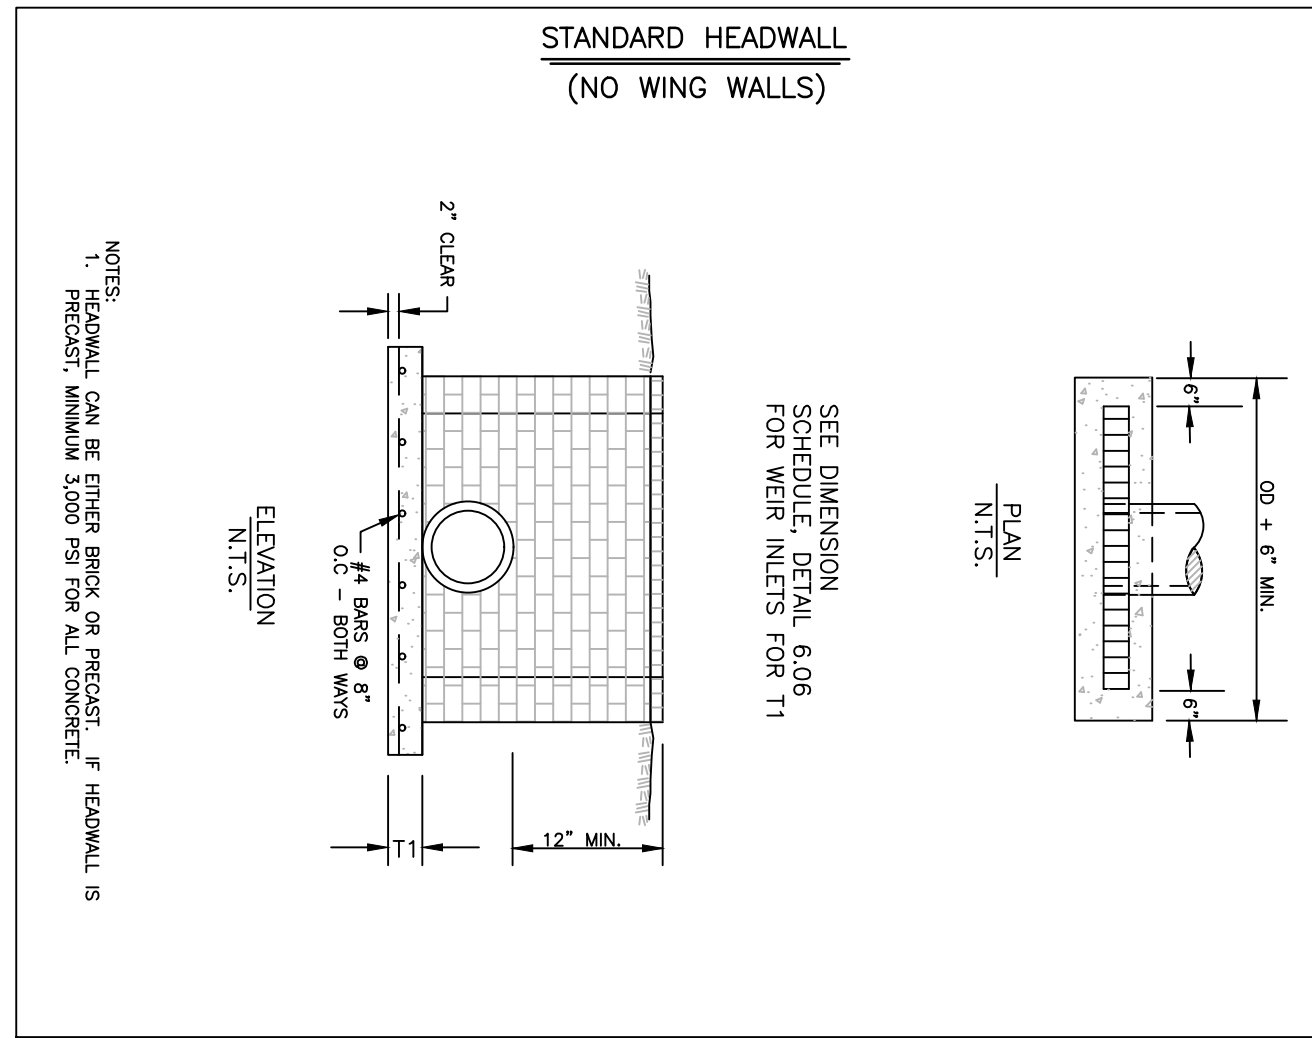 STANDARD HEADWALL
(NO WING WALLS)
6"
OD + 6" MIN.
6"
PLAN
N.T.S.
SEE DIMENSION
SCHEDULE, DETAIL 6.06
FOR WEIR INLETS FOR T1
2" CLEAR
12" MIN.
T1
#4 BARS @ 8"
O.C - BOTH WAYS
ELEVATION
N.T.S.
NOTES:
1. HEADWALL CAN BE EITHER BRICK OR PRECAST. IF HEADWALL IS
PRECAST, MINIMUM 3,000 PSI FOR ALL CONCRETE.